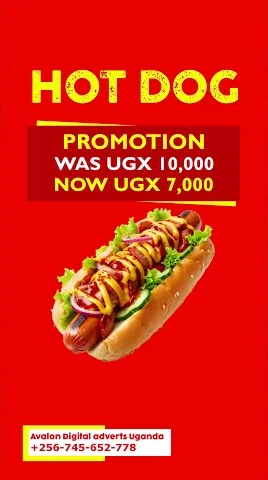 HOT DOG
PROMOTION
WAS UGX 10,000
NOW UGX 7,000
Avalon Digital adverts Uganda
+256-745-652-778